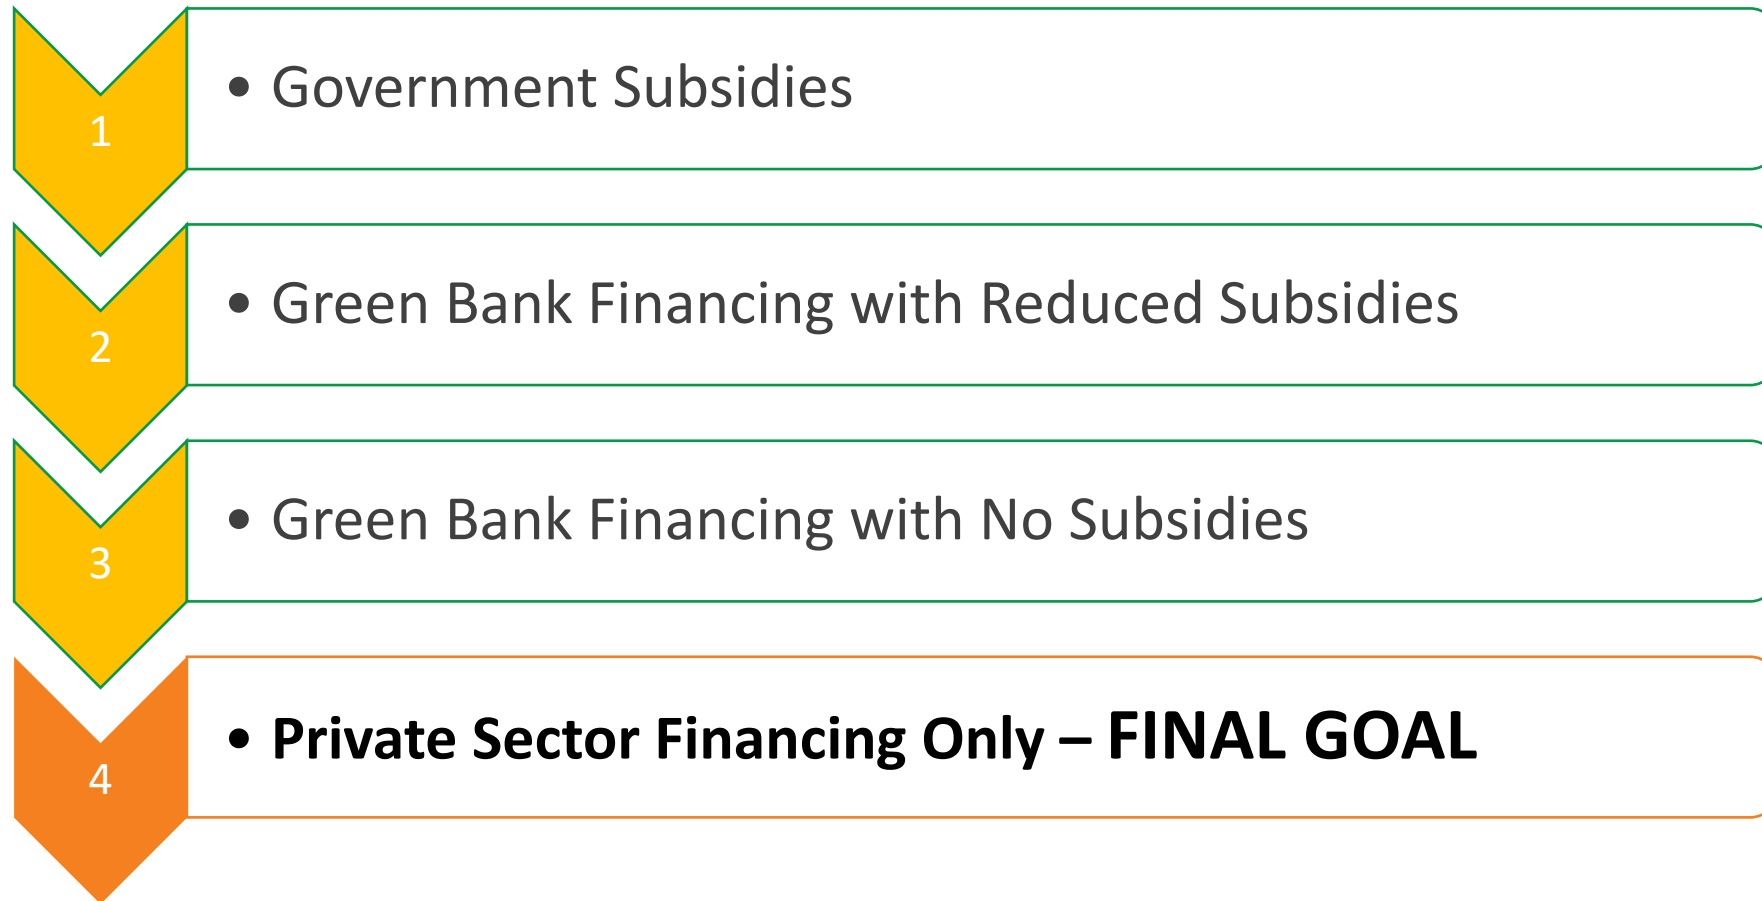 1
• Government Subsidies
2
• Green Bank Financing with Reduced Subsidies
3
• Green Bank Financing with No Subsidies
4
• Private Sector Financing Only – FINAL GOAL